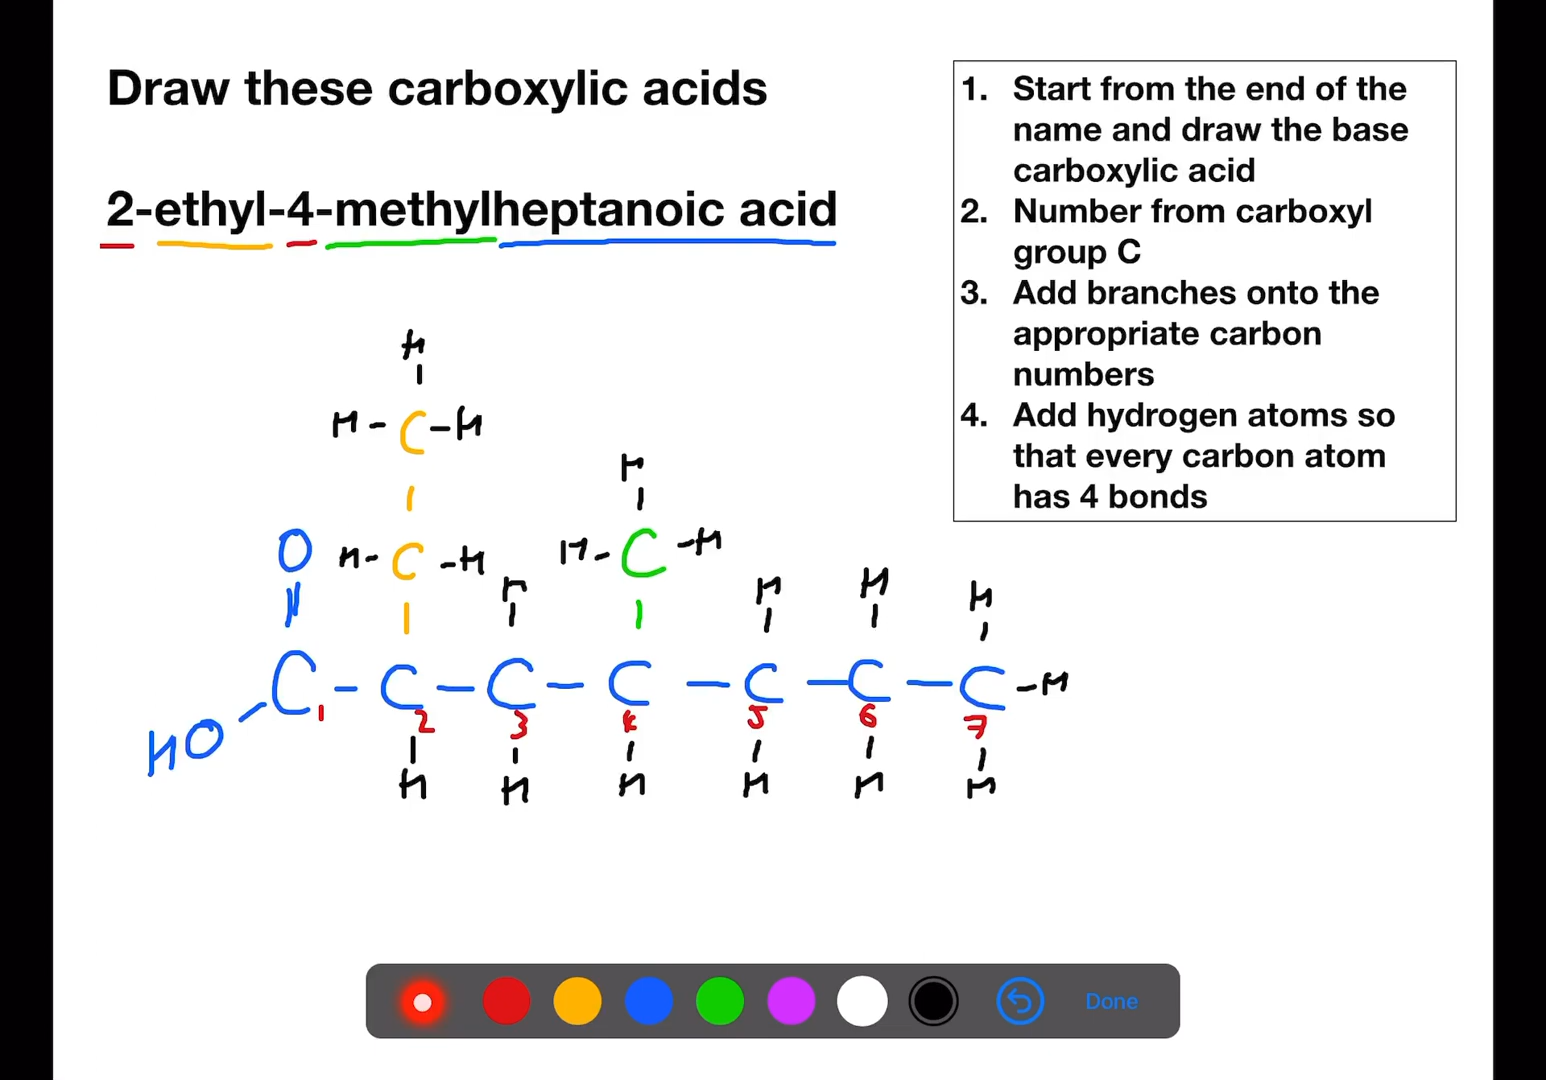 Draw these carboxylic acids
2-ethyl-4-methylheptanoic acid
1. Start from the end of the
name and draw the base
carboxylic acid
2. Number from carboxyl
group C
3. Add branches onto the
appropriate carbon
numbers
4. Add hydrogen atoms so
that every carbon atom
has 4 bonds
H
H - C - H
H
O H - C - H H - C - H
H H H H
C - C - C - C - C - C - C - H
HO 1 2 3 4 5 6 7
H H H H H H
Done